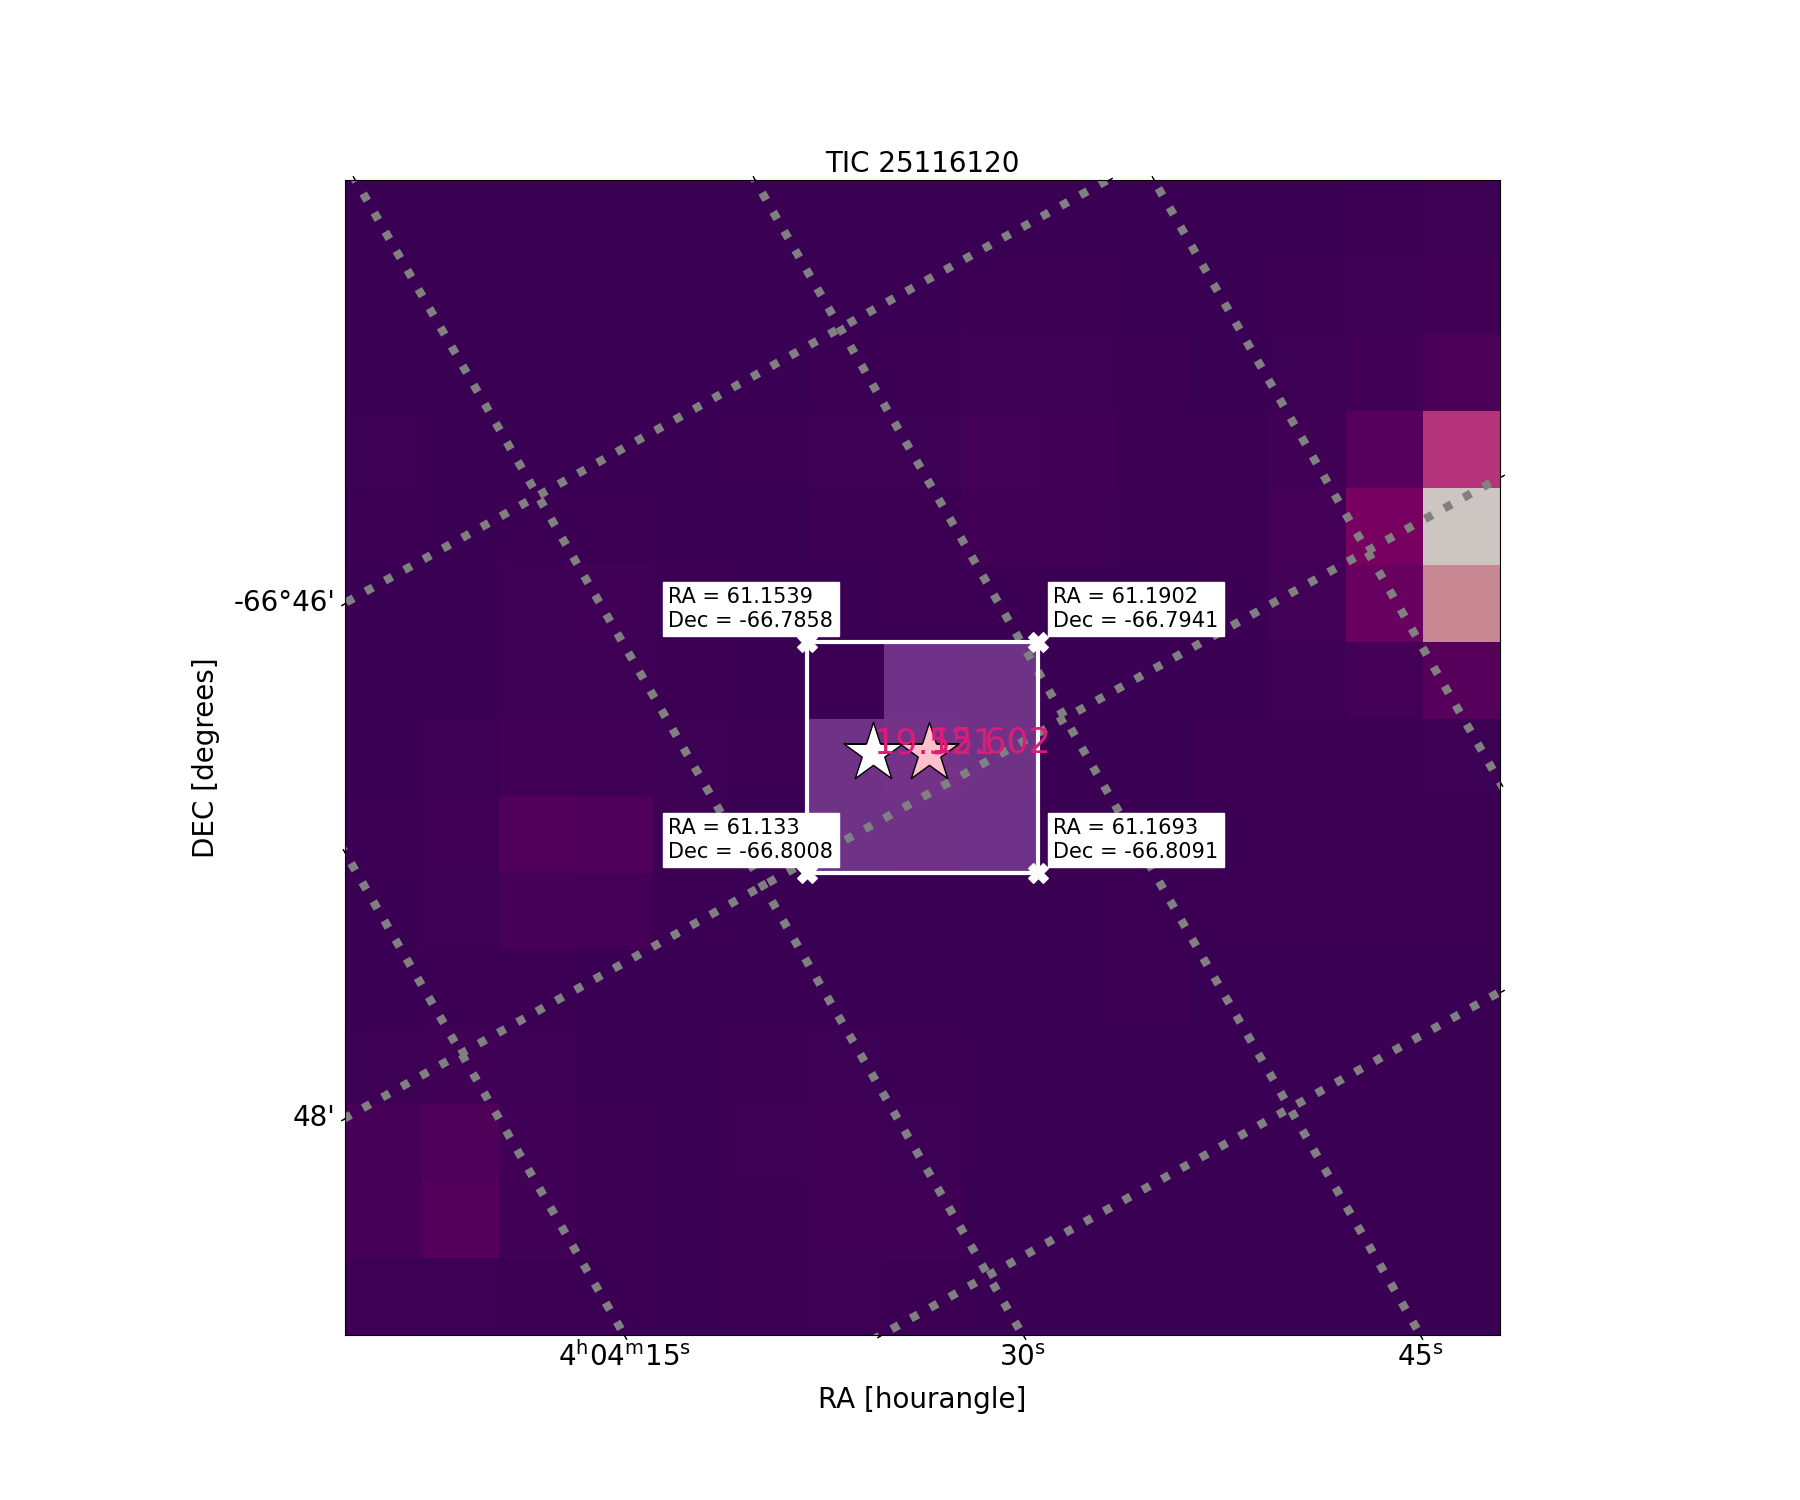 TIC 25116120
-66°46'
RA = 61.1539
Dec = -66.7858
RA = 61.1902
Dec = -66.7941
RA = 61.133
Dec = -66.8008
RA = 61.1693
Dec = -66.8091
48'
DEC [degrees]
4ʰ04ᵐ15ˢ
30ˢ
45ˢ
RA [hourangle]